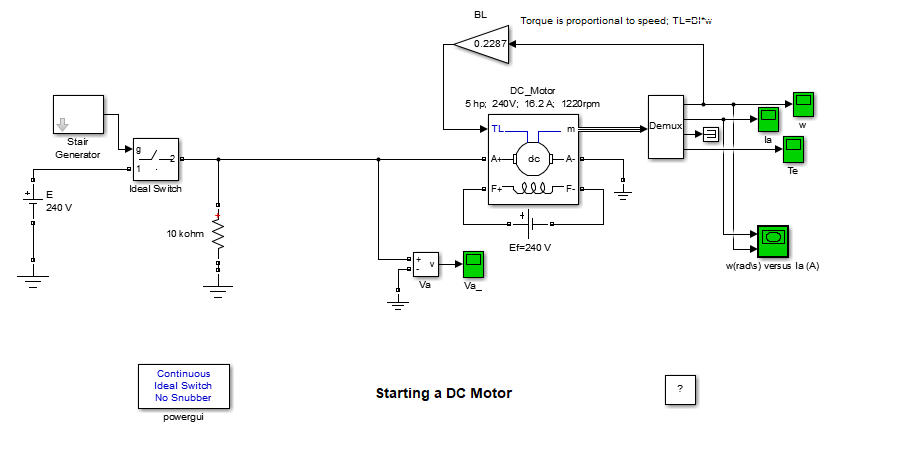 BL
Torque is proportional to speed; TL=Bl*w
0.2287
DC_Motor
5 hp; 240V; 16.2 A; 1220rpm
Stair
Generator
g
1
2
Ideal Switch
+
E
240 V
10 kohm
TL
m
A+
dc
A-
F+
F-
+
Ef=240 V
Demux
w
Ia
Te
w(rad\s) versus Ia (A)
+
-
v
Va
Va_
Continuous
Ideal Switch
No Snubber
powergui
Starting a DC Motor
?